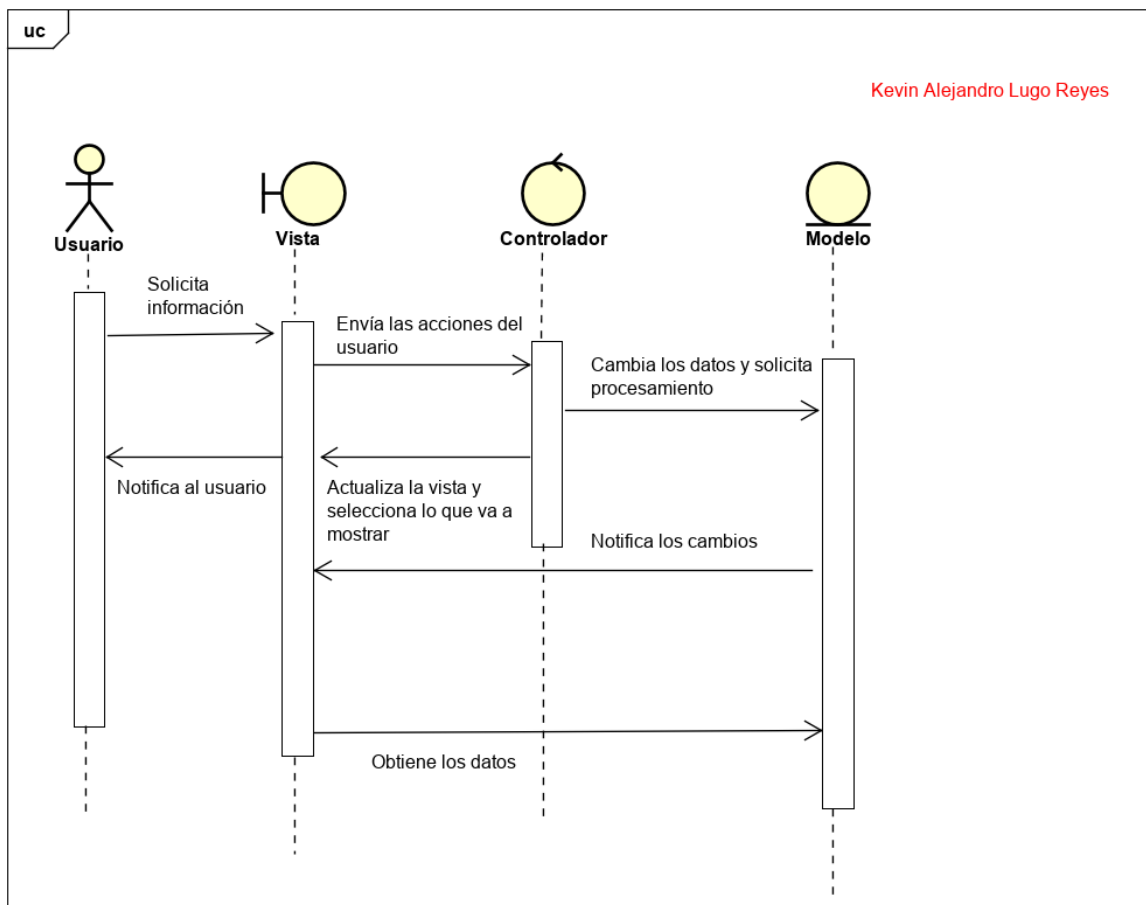 uc
Kevin Alejandro Lugo Reyes
Usuario
Vista
Controlador
Modelo
Solicita
información
Envía las acciones del
usuario
Cambia los datos y solicita
procesamiento
Notifica al usuario
Actualiza la vista y
selecciona lo que va a
mostrar
Notifica los cambios
Obtiene los datos